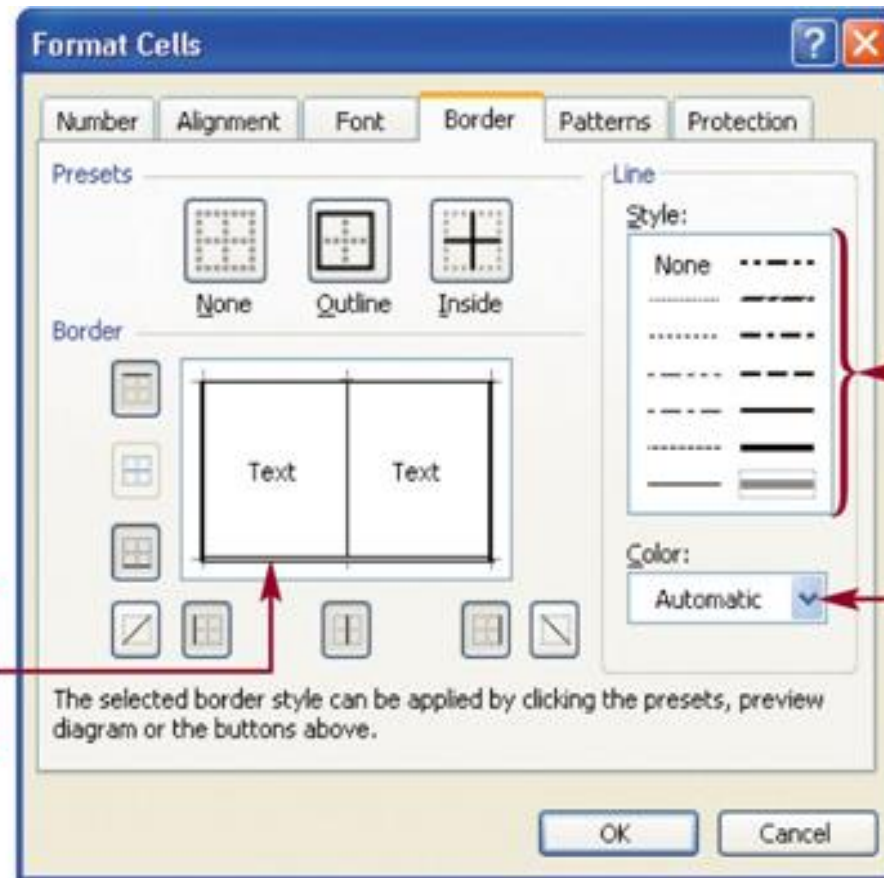 Format Cells
Number Alignment Font Border Patterns Protection
Presets
None Outline Inside
Border
Text Text
Line
Style:
None
Color:
Automatic
The selected border style can be applied by clicking the presets, preview
diagram or the buttons above.
OK Cancel